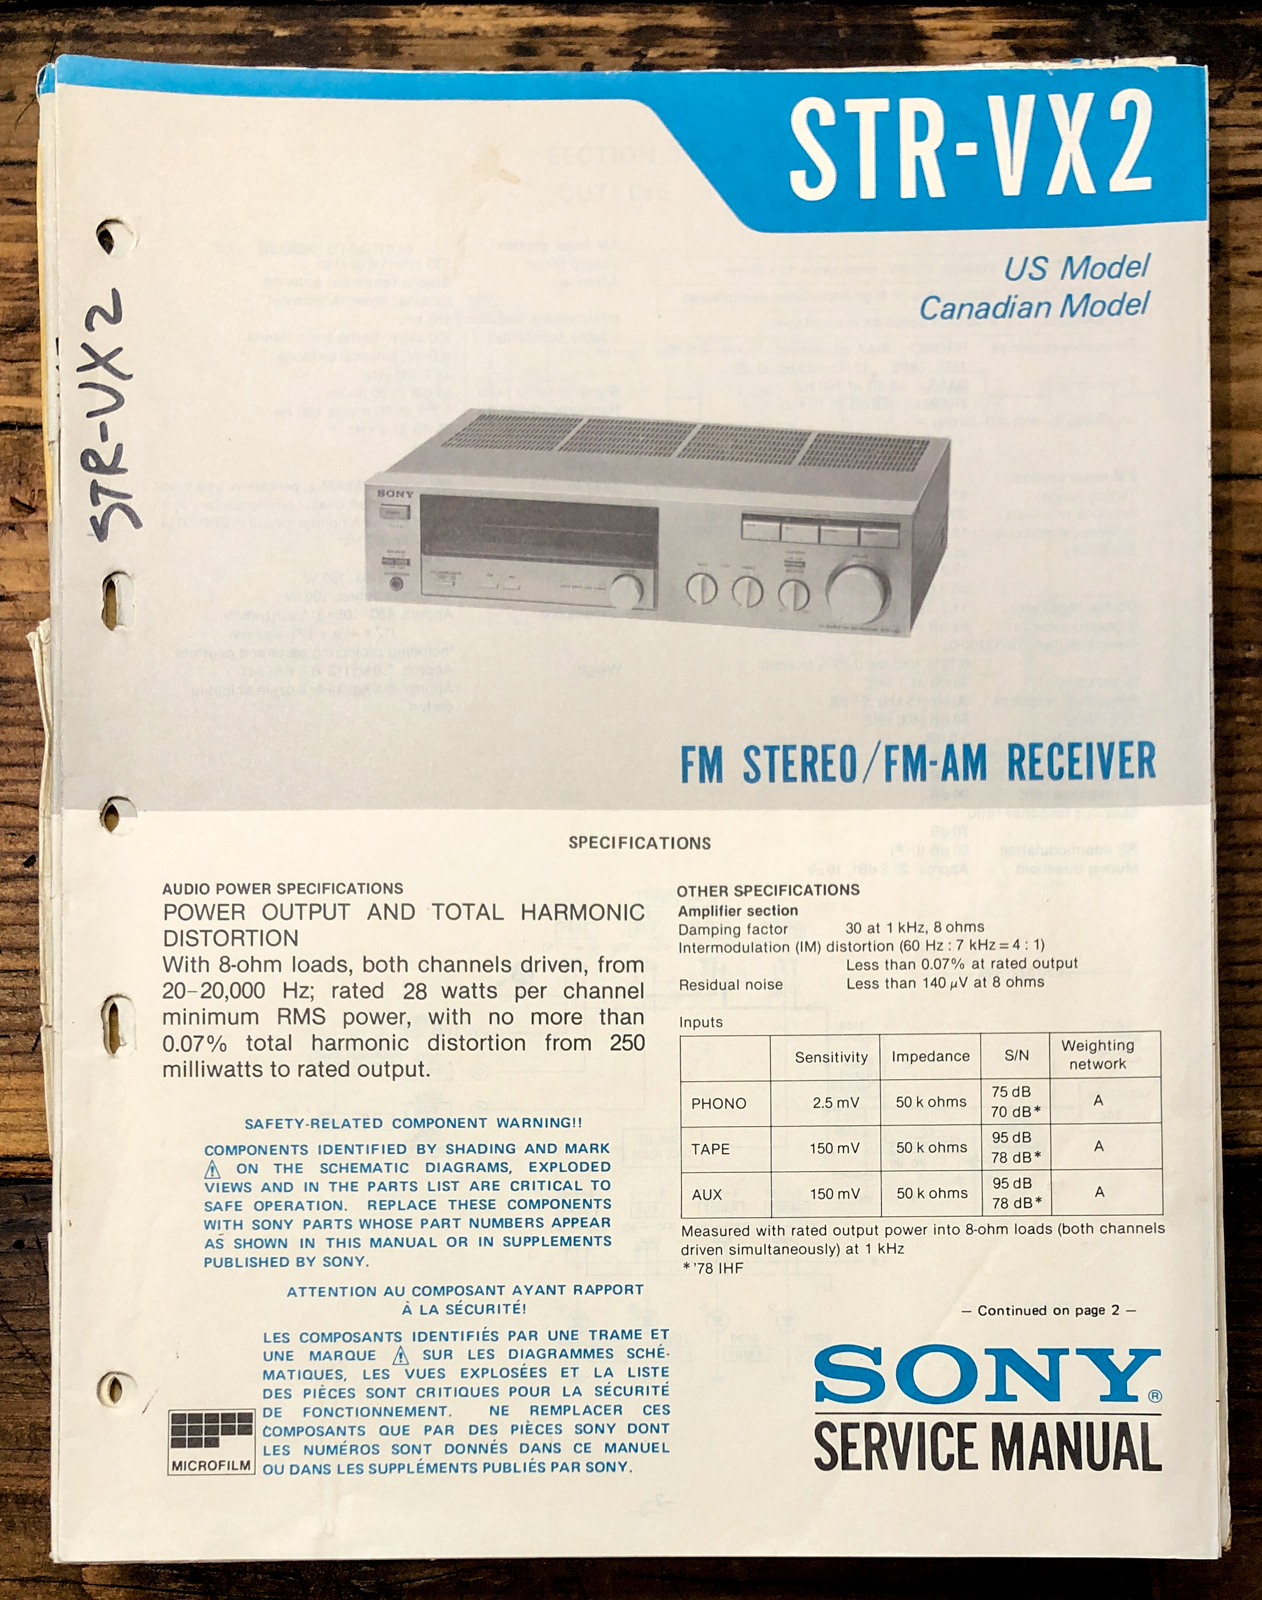 STR-VX2
US Model
Canadian Model
STR-VX2
SONY
FM STEREO/FM-AM RECEIVER
SPECIFICATIONS
AUDIO POWER SPECIFICATIONS
POWER OUTPUT AND TOTAL HARMONIC
DISTORTION
With 8-ohm loads, both channels driven, from
20-20,000 Hz; rated 28 watts per channel
minimum RMS power, with no more than
0.07% total harmonic distortion from 250
milliwatts to rated output.
SAFETY-RELATED COMPONENT WARNING!!
COMPONENTS IDENTIFIED BY SHADING AND MARK
⚠ ON THE SCHEMATIC DIAGRAMS, EXPLODED
VIEWS AND IN THE PARTS LIST ARE CRITICAL TO
SAFE OPERATION. REPLACE THESE COMPONENTS
WITH SONY PARTS WHOSE PART NUMBERS APPEAR
AS SHOWN IN THIS MANUAL OR IN SUPPLEMENTS
PUBLISHED BY SONY.
ATTENTION AU COMPOSANT AYANT RAPPORT
À LA SÉCURITÉ!
LES COMPOSANTS IDENTIFIÉS PAR UNE TRAME ET
UNE MARQUE ⚠ SUR LES DIAGRAMMES SCHÉ-
MATIQUES, LES VUES EXPLOSÉES ET LA LISTE
DES PIÈCES SONT CRITIQUES POUR LA SÉCURITÉ
DE FONCTIONNEMENT. NE REMPLACER CES
COMPOSANTS QUE PAR DES PIÈCES SONY DONT
LES NUMÉROS SONT DONNÉS DANS CE MANUEL
OU DANS LES SUPPLÉMENTS PUBLIÉS PAR SONY.
MICROFILM
OTHER SPECIFICATIONS
Amplifier section
Damping factor 30 at 1 kHz, 8 ohms
Intermodulation (IM) distortion (60 Hz : 7 kHz = 4 : 1)
Less than 0.07% at rated output
Residual noise Less than 140 μV at 8 ohms
Inputs
Sensitivity Impedance S/N Weighting network
PHONO 2.5 mV 50 k ohms 75 dB 70 dB* A
TAPE 150 mV 50 k ohms 95 dB 78 dB* A
AUX 150 mV 50 k ohms 95 dB 78 dB* A
Measured with rated output power into 8-ohm loads (both channels
driven simultaneously) at 1 kHz
*'78 IHF
— Continued on page 2 —
SONY®
SERVICE MANUAL